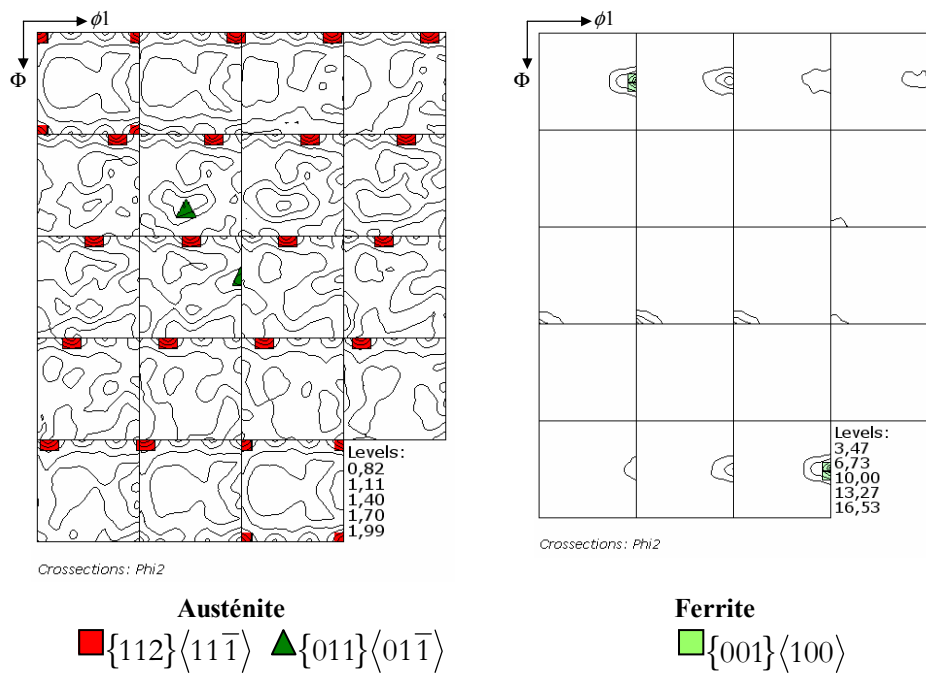 ϕ1
Φ
Levels:
0,82
1,11
1,40
1,70
1,99
Crossections: Phi2
Austénite
{112}⟨111̅⟩ {011}⟨011̅⟩
ϕ1
Φ
Levels:
3,47
6,73
10,00
13,27
16,53
Crossections: Phi2
Ferrite
{001}⟨100⟩